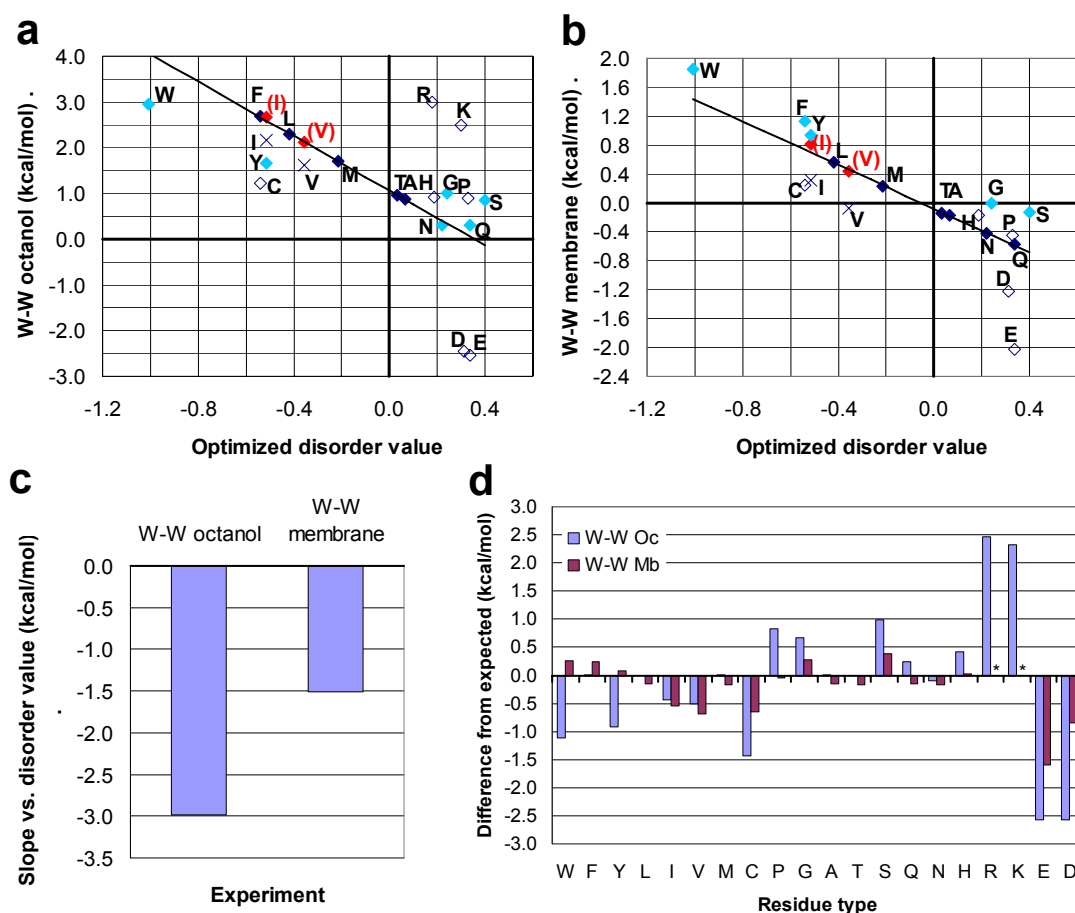 a
W-W octanol (kcal/mol) .
4.0
3.0
2.0
1.0
0.0
-1.0
-2.0
-3.0
-1.2
-0.8
-0.4
0.0
0.4
W
F
(I)
L
(V)
I
Y
C
V
M
R
K
TAH
G
P
S
N
Q
D
E
Optimized disorder value
b
W-W membrane (kcal/mol) .
2.0
1.6
1.2
0.8
0.4
0.0
-0.4
-0.8
-1.2
-1.6
-2.0
-2.4
-1.2
-0.8
-0.4
0.0
0.4
W
F
Y
(I)
L
(V)
C
I
V
M
TA
G
H
P
S
N
Q
D
E
Optimized disorder value
c
W-W octanol
W-W
membrane
Slope vs. disorder value (kcal/mol)
.
0.0
-0.5
-1.0
-1.5
-2.0
-2.5
-3.0
-3.5
Experiment
d
Difference from expected (kcal/mol)
3.0
2.5
2.0
1.5
1.0
0.5
0.0
-0.5
-1.0
-1.5
-2.0
-2.5
-3.0
W-W Oc
W-W Mb
* *
W F Y L I V M C P G A T S Q N H R K E D
Residue type